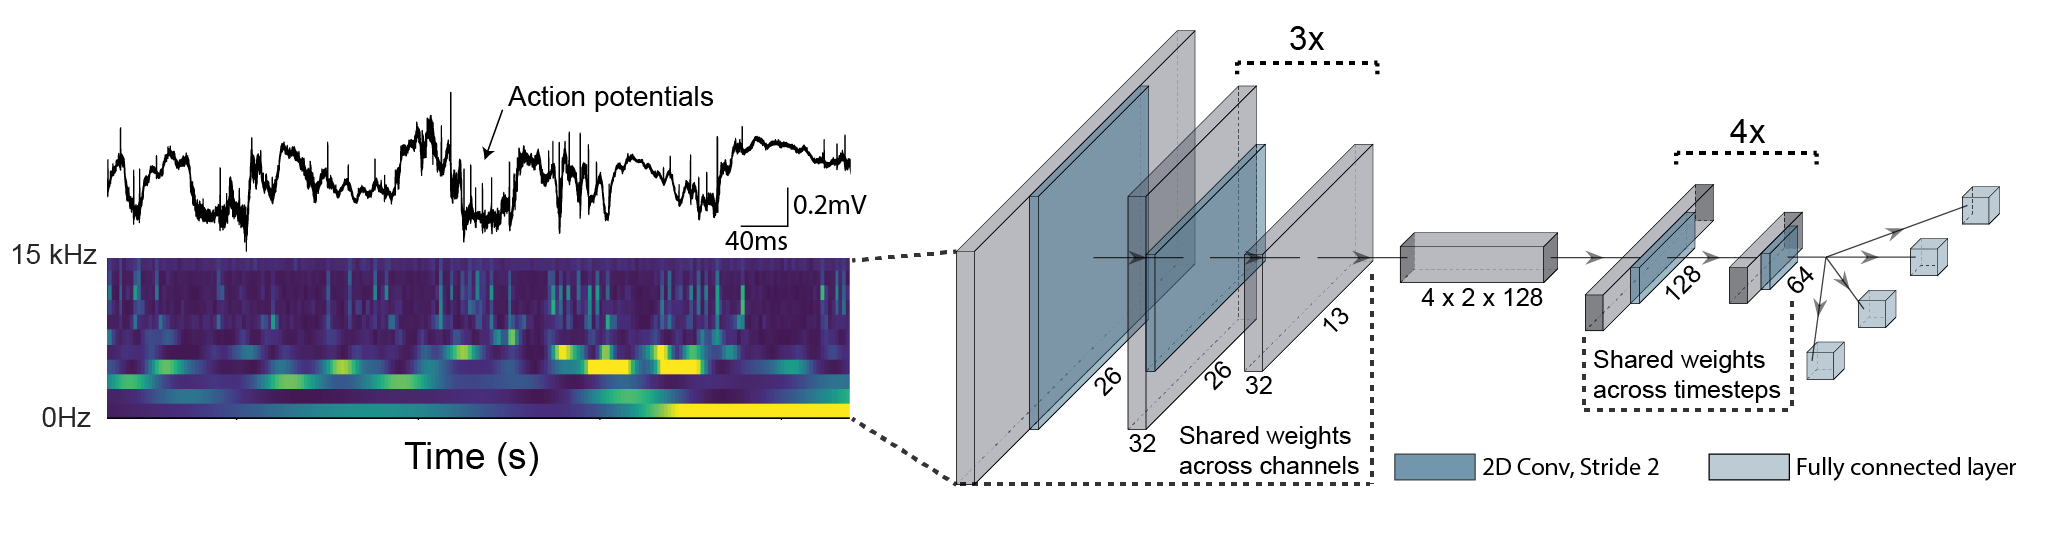 Action potentials
0.2mV
40ms
15 kHz
0Hz
Time (s)
3x
26
26
13
32
32
Shared weights
across channels
4 x 2 x 128
4x
128
64
Shared weights
across timesteps
2D Conv, Stride 2
Fully connected layer